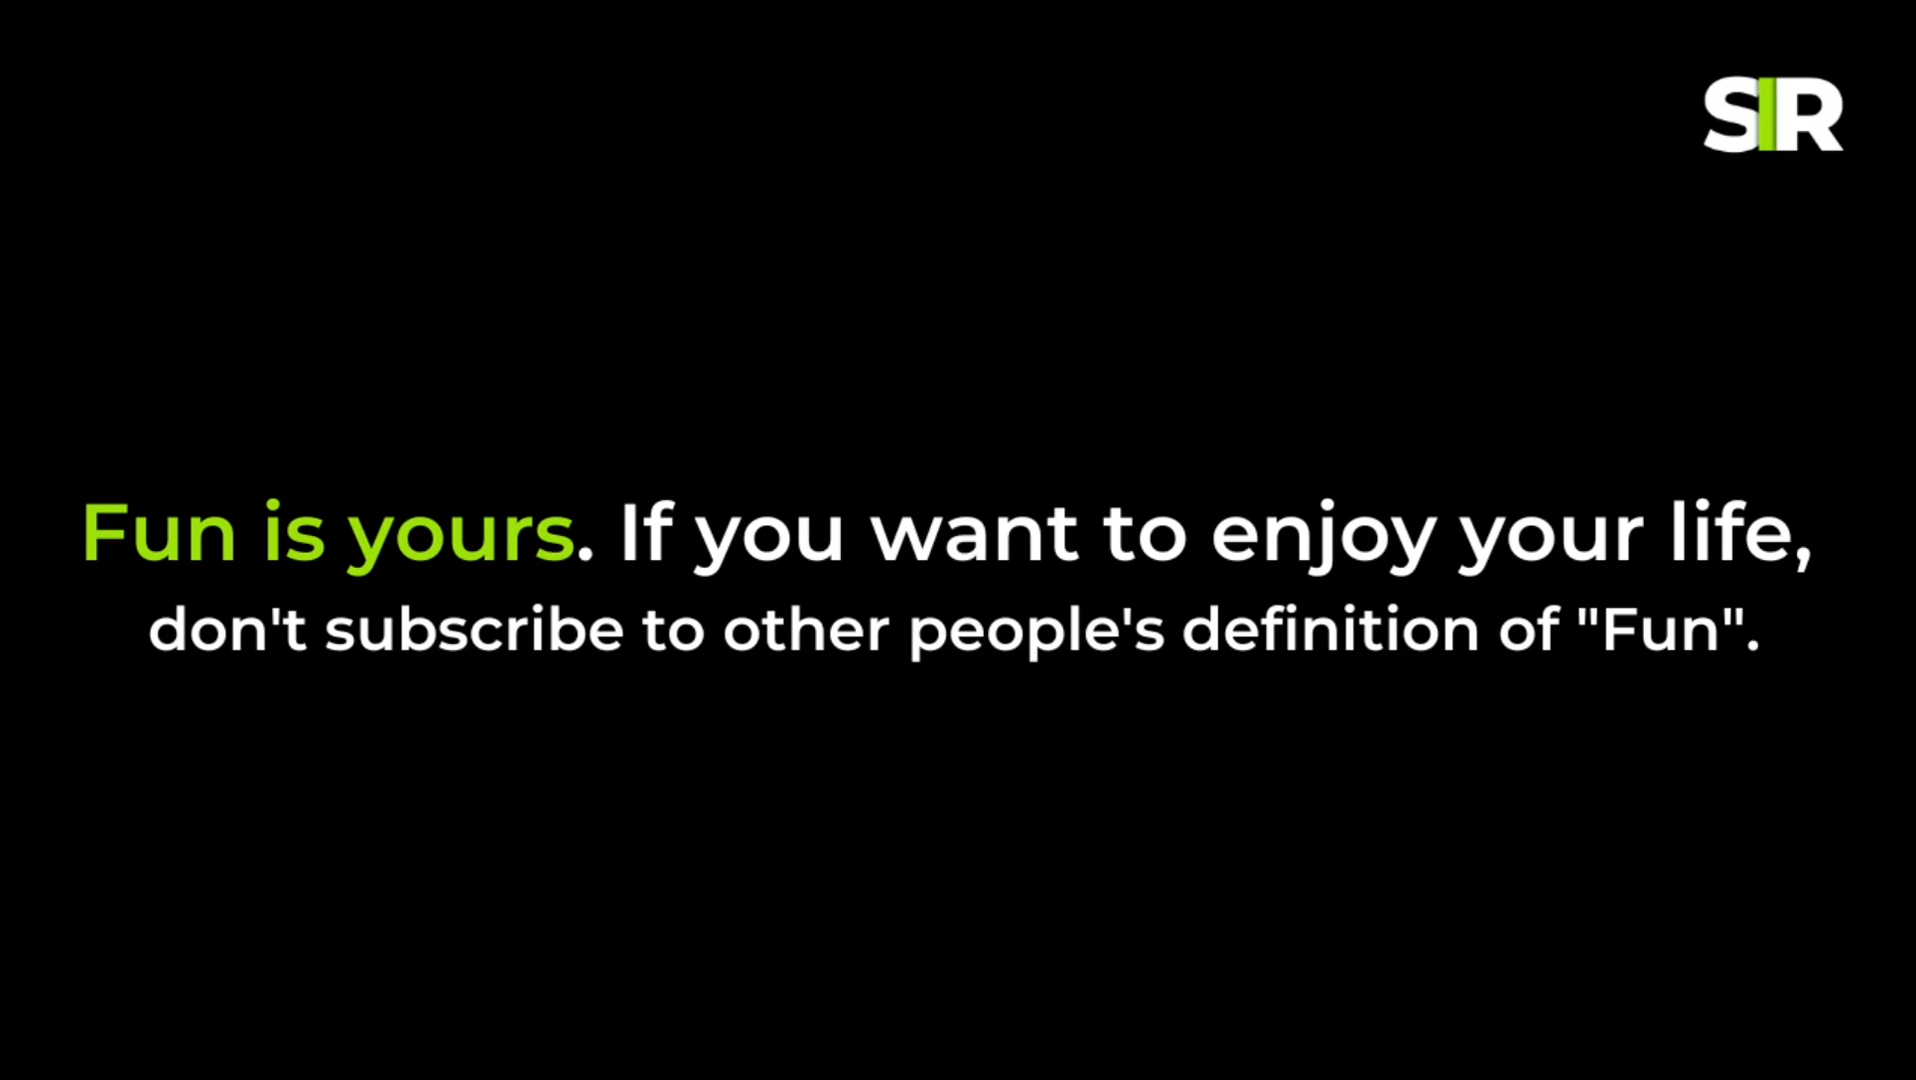 SIR
Fun is yours. If you want to enjoy your life,
don't subscribe to other people's definition of "Fun".